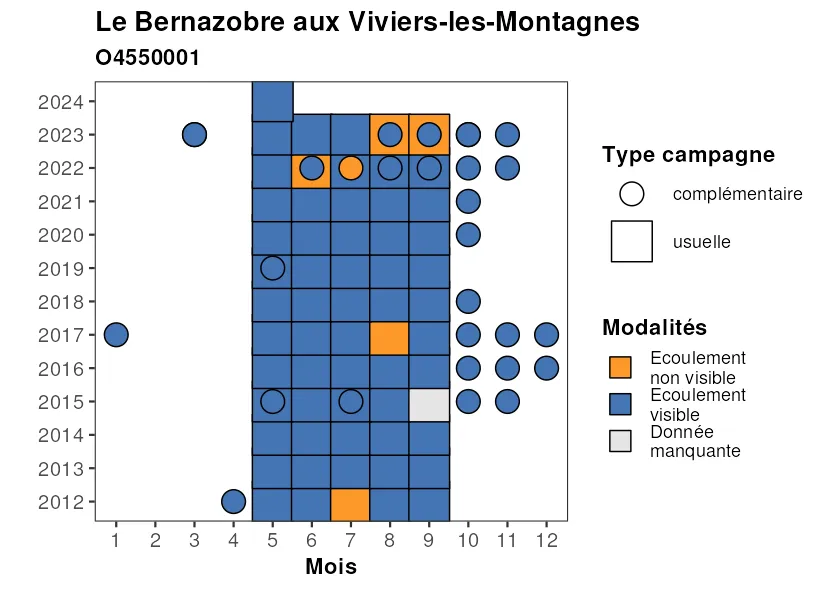 Le Bernazobre aux Viviers-les-Montagnes
O4550001
2024
2023
2022
2021
2020
2019
2018
2017
2016
2015
2014
2013
2012
1 2 3 4 5 6 7 8 9 10 11 12
Mois
Type campagne
complémentaire
usuelle
Modalités
Ecoulement
non visible
Ecoulement
visible
Donnée
manquante